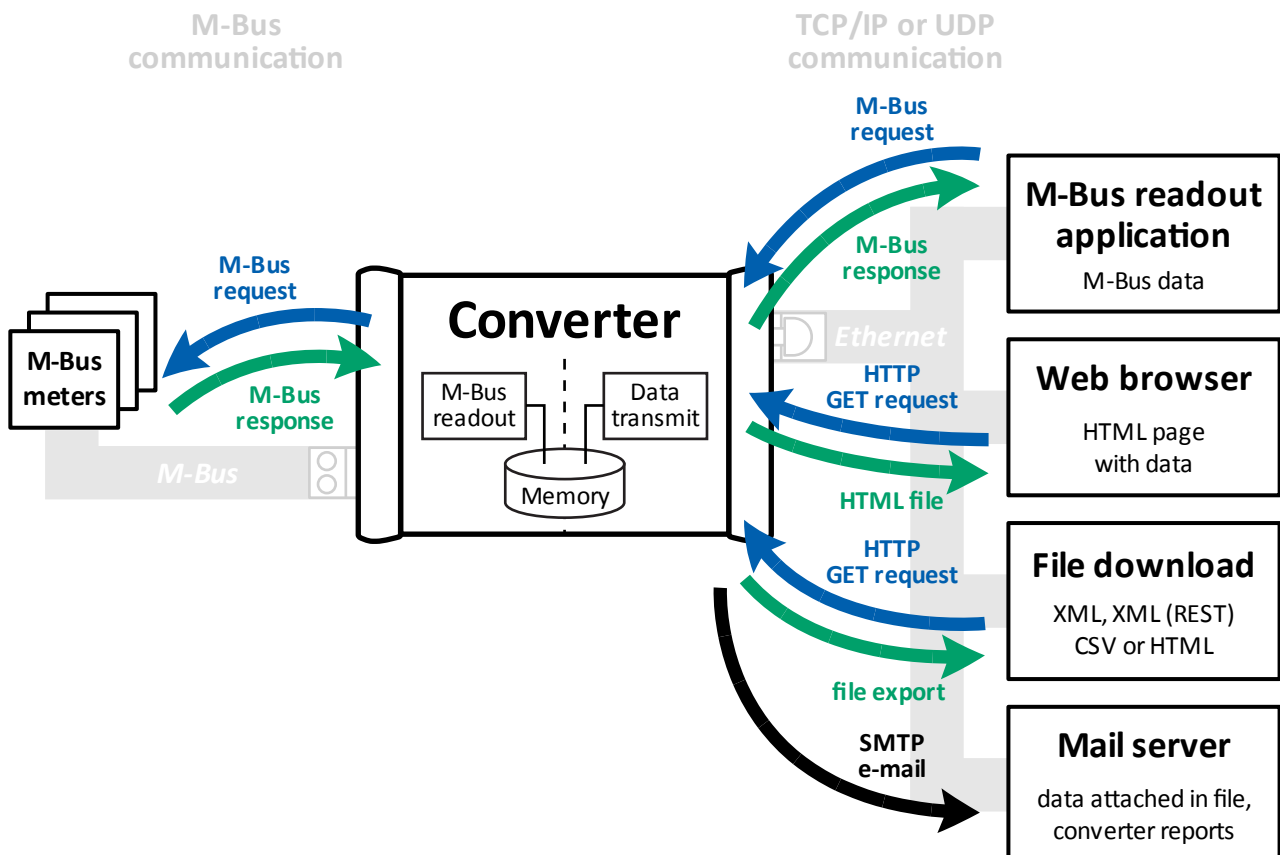 M-Bus
communication
TCP/IP or UDP
communication
M-Bus
request
M-Bus readout
application
M-Bus data
M-Bus
response
M-Bus
request
Converter
Ethernet
M-Bus
meters
M-Bus
response
M-Bus
M-Bus
readout
Data
transmit
Memory
HTTP
GET request
Web browser
HTML page
with data
HTML file
HTTP
GET request
File download
XML, XML (REST)
CSV or HTML
file export
SMTP
e-mail
Mail server
data attached in file,
converter reports